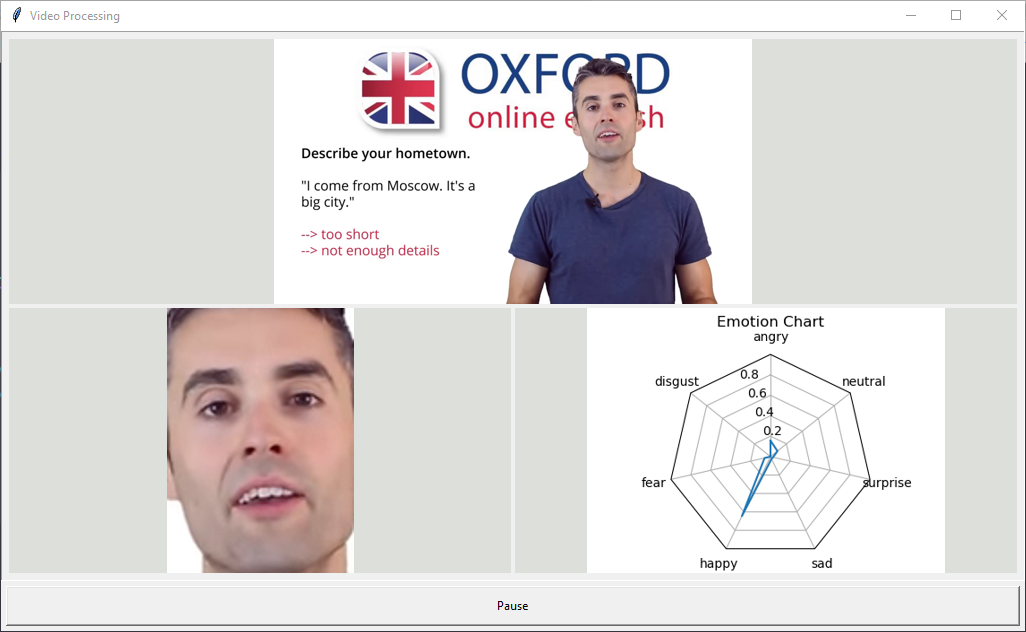 Video Processing
OXFORD
online e sh
Describe your hometown.
"I come from Moscow. It's a
big city."
--> too short
--> not enough details
Emotion Chart
angry
disgust
neutral
0.8
0.6
0.4
0.2
fear
surprise
happy
sad
Pause